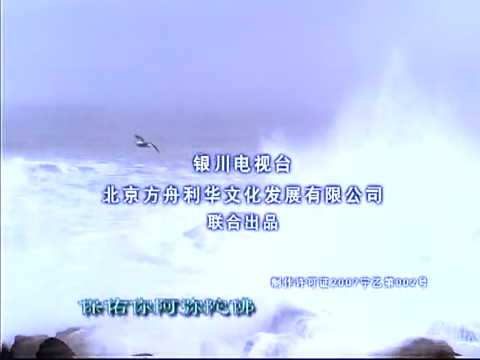 银川电视台
北京方舟利华文化发展有限公司
联合出品
制作许可证2007宁乙第002号
保佑你阿弥陀佛